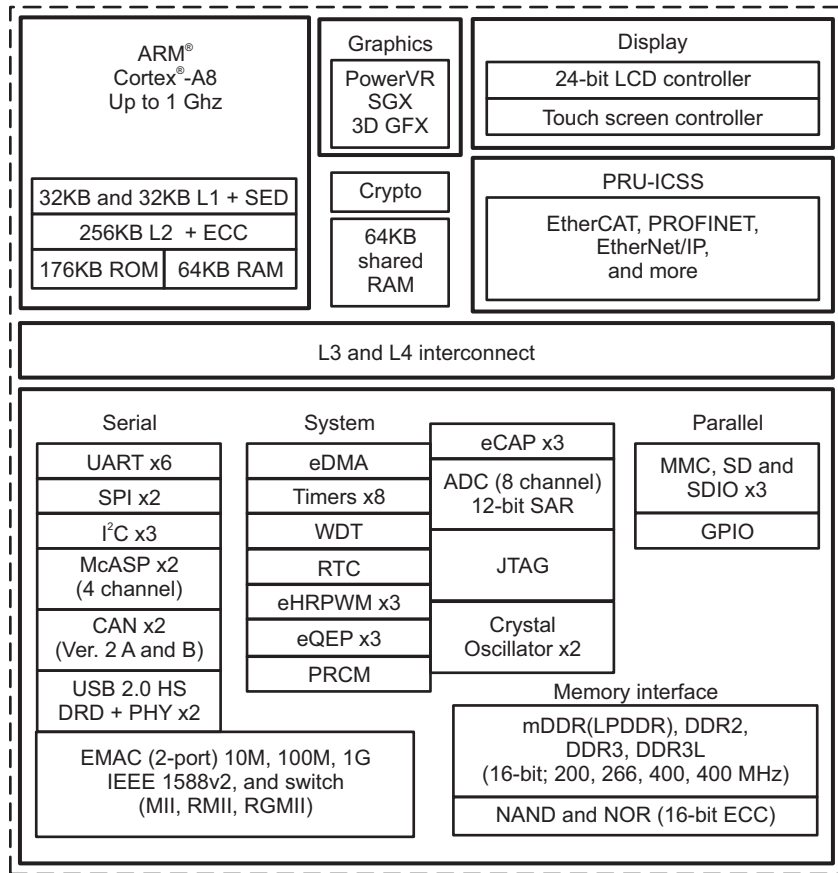 ARM®
Cortex®-A8
Up to 1 Ghz
32KB and 32KB L1 + SED
256KB L2 + ECC
176KB ROM
64KB RAM
Graphics
PowerVR
SGX
3D GFX
Crypto
64KB
shared
RAM
Display
24-bit LCD controller
Touch screen controller
PRU-ICSS
EtherCAT, PROFINET,
EtherNet/IP,
and more
L3 and L4 interconnect
Serial
UART x6
SPI x2
I²C x3
McASP x2
(4 channel)
CAN x2
(Ver. 2 A and B)
USB 2.0 HS
DRD + PHY x2
EMAC (2-port) 10M, 100M, 1G
IEEE 1588v2, and switch
(MII, RMII, RGMII)
System
eDMA
Timers x8
WDT
RTC
eHRPWM x3
eQEP x3
PRCM
eCAP x3
ADC (8 channel)
12-bit SAR
JTAG
Crystal
Oscillator x2
Parallel
MMC, SD and
SDIO x3
GPIO
Memory interface
mDDR(LPDDR), DDR2,
DDR3, DDR3L
(16-bit; 200, 266, 400, 400 MHz)
NAND and NOR (16-bit ECC)